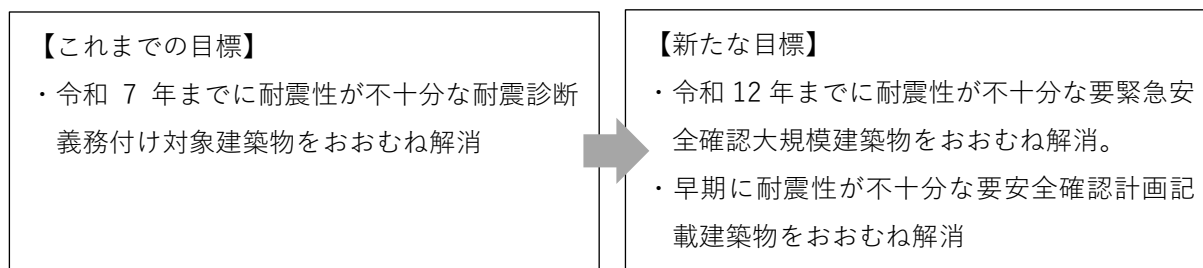 【これまでの目標】
・令和 7 年までに耐震性が不十分な耐震診断
義務付け対象建築物をおおむね解消
【新たな目標】
・令和 12 年までに耐震性が不十分な要緊急安
全確認大規模建築物をおおむね解消。
・早期に耐震性が不十分な要安全確認計画記
載建築物をおおむね解消